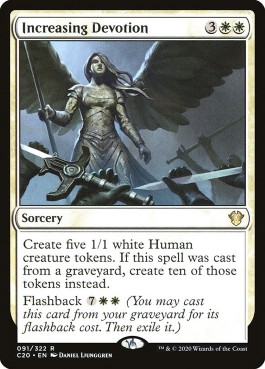 Increasing Devotion 3
Sorcery
Create five 1/1 white Human
creature tokens. If this spell was cast
from a graveyard, create ten of those
tokens instead.
Flashback 7 (You may cast
this card from your graveyard for its
flashback cost. Then exile it.)
091/322 R
C20 • EN Daniel Ljunggren
™ & © 2020 Wizards of the Coast